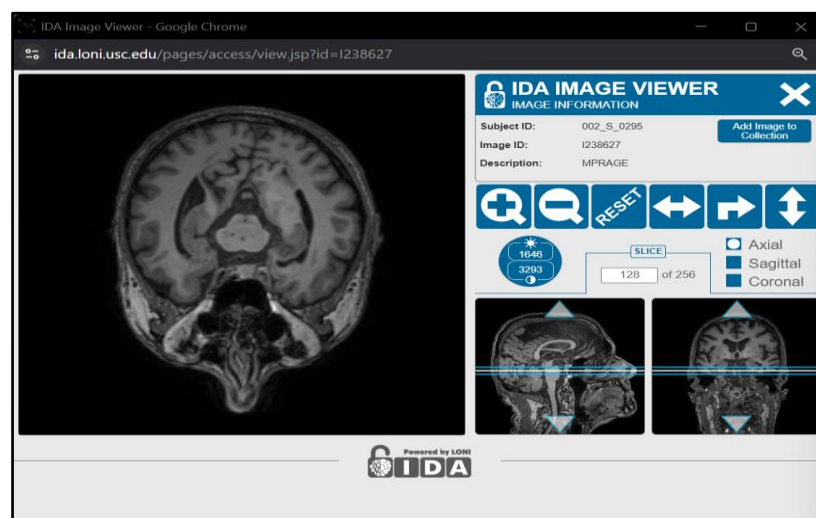 IDA Image Viewer - Google Chrome
ida.loni.usc.edu/pages/access/view.jsp?id=I238627
IDA IMAGE VIEWER
IMAGE INFORMATION
Subject ID: 002_S_0295
Add Image to Collection
Image ID: I238627
Description: MPRAGE
RESET
1646
3293
SLICE
128 of 256
Axial
Sagittal
Coronal
Powered by LONI
IDA